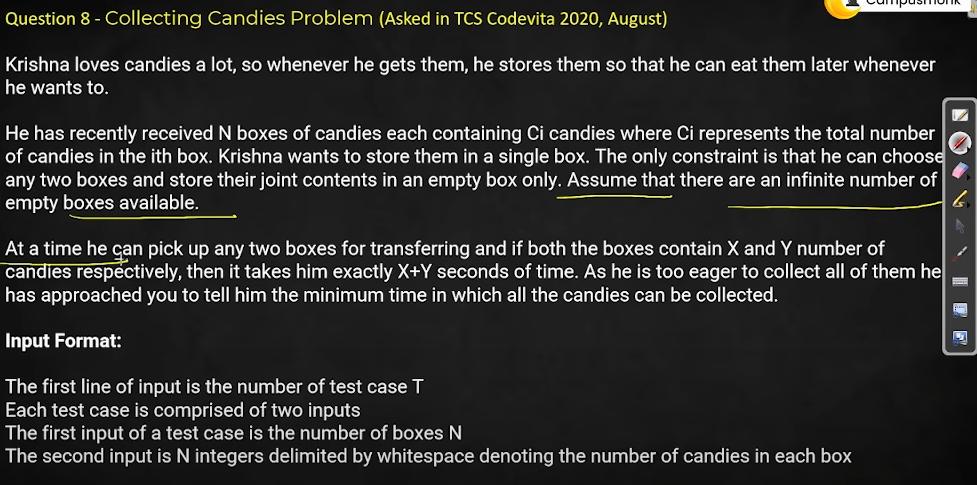 Question 8 - Collecting Candies Problem (Asked in TCS Codevita 2020, August)
Krishna loves candies a lot, so whenever he gets them, he stores them so that he can eat them later whenever
he wants to.
He has recently received N boxes of candies each containing Ci candies where Ci represents the total number
of candies in the ith box. Krishna wants to store them in a single box. The only constraint is that he can choose
any two boxes and store their joint contents in an empty box only. Assume that there are an infinite number of
empty boxes available.
At a time he can pick up any two boxes for transferring and if both the boxes contain X and Y number of
candies respectively, then it takes him exactly X+Y seconds of time. As he is too eager to collect all of them he
has approached you to tell him the minimum time in which all the candies can be collected.
Input Format:
The first line of input is the number of test case T
Each test case is comprised of two inputs
The first input of a test case is the number of boxes N
The second input is N integers delimited by whitespace denoting the number of candies in each box